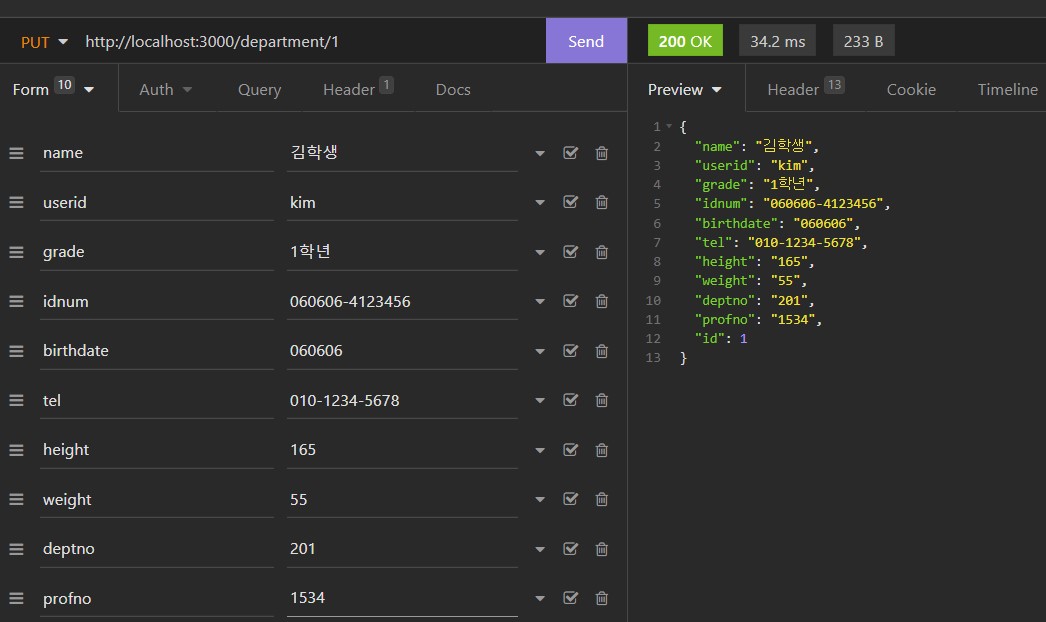 PUT http://localhost:3000/department/1 Send 200 OK 34.2 ms 233 B
Form 10 Auth Query Header 1 Docs Preview Header 13 Cookie Timeline
name 김학생
userid kim
grade 1학년
idnum 060606-4123456
birthdate 060606
tel 010-1234-5678
height 165
weight 55
deptno 201
profno 1534
1 {
2 "name": "김학생",
3 "userid": "kim",
4 "grade": "1학년",
5 "idnum": "060606-4123456",
6 "birthdate": "060606",
7 "tel": "010-1234-5678",
8 "height": "165",
9 "weight": "55",
10 "deptno": "201",
11 "profno": "1534",
12 "id": 1
13 }